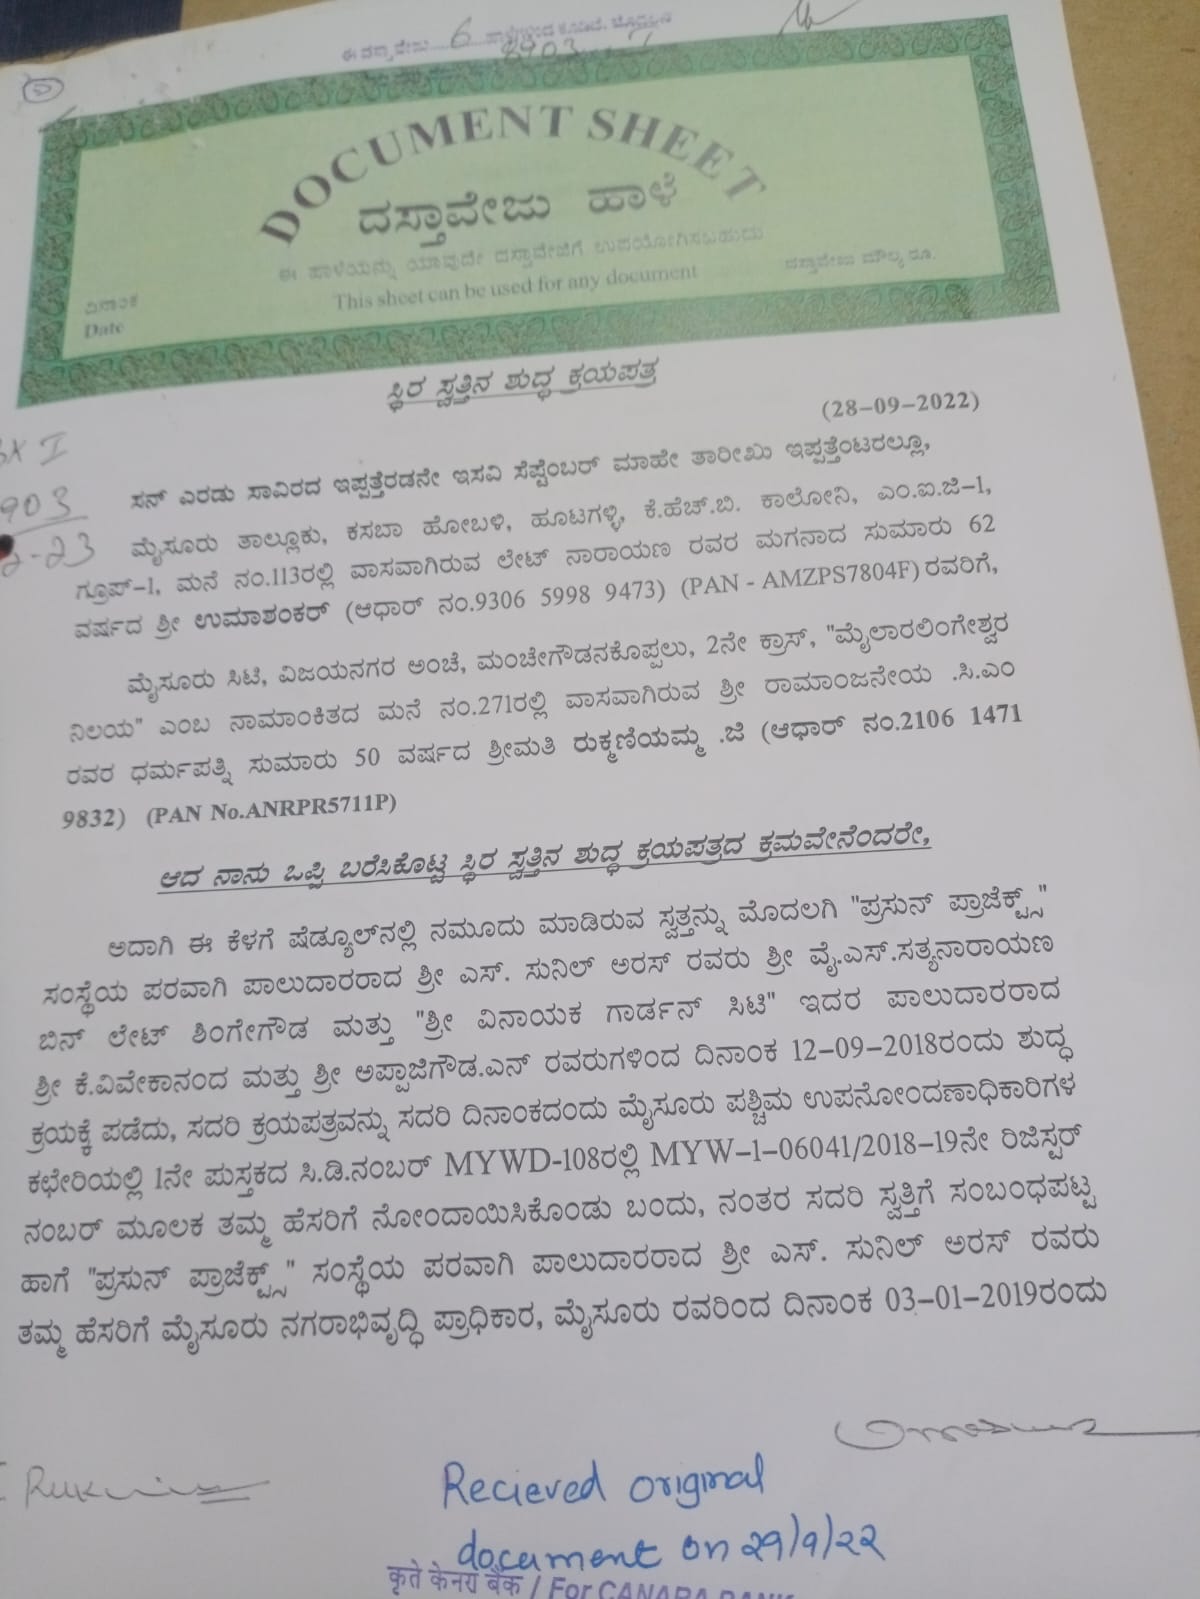 ಈ ದಸ್ತಾವೇಜು 6
8903
DOCUMENT SHEET
ದಸ್ತಾವೇಜು ಹಾಳೆ
ಈ ಹಾಳೆಯನ್ನು ಯಾವುದೇ ದಸ್ತಾವೇಜಿಗೆ ಉಪಯೋಗಿಸಬಹುದು
This sheet can be used for any document
ದಸ್ತಾವೇಜು ಮೌಲ್ಯ ರೂ.
ದಿನಾಂಕ
Date
ಸ್ಥಿರ ಸ್ವತ್ತಿನ ಶುದ್ಧ ಕ್ರಯಪತ್ರ
(28-09-2022)
ಸನ್ ಎರಡು ಸಾವಿರದ ಇಪ್ಪತ್ತೆರಡನೇ ಇಸವಿ ಸೆಪ್ಟೆಂಬರ್ ಮಾಹೇ ತಾರೀಖು ಇಪ್ಪತ್ತೆಂಟರಲ್ಲೂ,
ಮೈಸೂರು ತಾಲ್ಲೂಕು, ಕಸಬಾ ಹೋಬಳಿ, ಹೂಟಗಳ್ಳಿ, ಕೆ.ಹೆಚ್.ಬಿ. ಕಾಲೋನಿ, ಎಂ.ಐ.ಜಿ-1,
ಗ್ರೂಪ್-1, ಮನೆ ನಂ.113ರಲ್ಲಿ ವಾಸವಾಗಿರುವ ಲೇಟ್ ನಾರಾಯಣ ರವರ ಮಗನಾದ ಸುಮಾರು 62
ವರ್ಷದ ಶ್ರೀ ಉಮಾಶಂಕರ್ (ಆಧಾರ್ ನಂ.9306 5998 9473) (PAN - AMZPS7804F) ರವರಿಗೆ,
ಮೈಸೂರು ಸಿಟಿ, ವಿಜಯನಗರ ಅಂಚೆ, ಮಂಚೇಗೌಡನಕೊಪ್ಪಲು, 2ನೇ ಕ್ರಾಸ್, "ಮೈಲಾರಲಿಂಗೇಶ್ವರ
ನಿಲಯ" ಎಂಬ ನಾಮಾಂಕಿತದ ಮನೆ ನಂ.271ರಲ್ಲಿ ವಾಸವಾಗಿರುವ ಶ್ರೀ ರಾಮಾಂಜನೇಯ .ಸಿ.ಎಂ
ರವರ ಧರ್ಮಪತ್ನಿ ಸುಮಾರು 50 ವರ್ಷದ ಶ್ರೀಮತಿ ರುಕ್ಮಣಿಯಮ್ಮ .ಜಿ (ಆಧಾರ್ ನಂ.2106 1471
9832) (PAN No.ANRPR5711P)
ಆದ ನಾನು ಒಪ್ಪಿ ಬರೆಸಿಕೊಟ್ಟ ಸ್ಥಿರ ಸ್ವತ್ತಿನ ಶುದ್ಧ ಕ್ರಯಪತ್ರದ ಕ್ರಮವೇನೆಂದರೇ,
ಅದಾಗಿ ಈ ಕೆಳಗೆ ಷೆಡ್ಯೂಲ್‌ನಲ್ಲಿ ನಮೂದು ಮಾಡಿರುವ ಸ್ವತ್ತನ್ನು ಮೊದಲಗಿ "ಪ್ರಸುನ್ ಪ್ರಾಜೆಕ್ಟ್ಸ್"
ಸಂಸ್ಥೆಯ ಪರವಾಗಿ ಪಾಲುದಾರರಾದ ಶ್ರೀ ಎಸ್. ಸುನಿಲ್ ಅರಸ್ ರವರು ಶ್ರೀ ವೈ.ಎಸ್.ಸತ್ಯನಾರಾಯಣ
ಬಿನ್ ಲೇಟ್ ಶಿಂಗೇಗೌಡ ಮತ್ತು "ಶ್ರೀ ವಿನಾಯಕ ಗಾರ್ಡನ್ ಸಿಟಿ" ಇದರ ಪಾಲುದಾರರಾದ
ಶ್ರೀ ಕೆ.ವಿವೇಕಾನಂದ ಮತ್ತು ಶ್ರೀ ಅಪ್ಪಾಜಿಗೌಡ.ಎನ್ ರವರುಗಳಿಂದ ದಿನಾಂಕ 12-09-2018ರಂದು ಶುದ್ಧ
ಕ್ರಯಕ್ಕೆ ಪಡೆದು, ಸದರಿ ಕ್ರಯಪತ್ರವನ್ನು ಸದರಿ ದಿನಾಂಕದಂದು ಮೈಸೂರು ಪಶ್ಚಿಮ ಉಪನೋಂದಣಾಧಿಕಾರಿಗಳ
ಕಛೇರಿಯಲ್ಲಿ 1ನೇ ಪುಸ್ತಕದ ಸಿ.ಡಿ.ನಂಬರ್ MYWD-108ರಲ್ಲಿ MYW-1-06041/2018-19ನೇ ರಿಜಿಸ್ಟರ್
ನಂಬರ್ ಮೂಲಕ ತಮ್ಮ ಹೆಸರಿಗೆ ನೋಂದಾಯಿಸಿಕೊಂಡು ಬಂದು, ನಂತರ ಸದರಿ ಸ್ವತ್ತಿಗೆ ಸಂಬಂಧಪಟ್ಟ
ಹಾಗೆ "ಪ್ರಸುನ್ ಪ್ರಾಜೆಕ್ಟ್ಸ್" ಸಂಸ್ಥೆಯ ಪರವಾಗಿ ಪಾಲುದಾರರಾದ ಶ್ರೀ ಎಸ್. ಸುನಿಲ್ ಅರಸ್ ರವರು
ತಮ್ಮ ಹೆಸರಿಗೆ ಮೈಸೂರು ನಗರಾಭಿವೃದ್ಧಿ ಪ್ರಾಧಿಕಾರ, ಮೈಸೂರು ರವರಿಂದ ದಿನಾಂಕ 03-01-2019ರಂದು
Recieved original
document on 29/9/22
कृते केनरा बैंक / For CANARA BANK